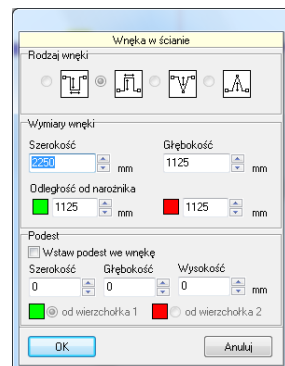 Wnęka w ścianie
Rodzaj wnęki
Wymiary wnęki
Szerokość Głębokość
2250 mm 1125 mm
Odległość od narożnika
1125 mm 1125 mm
Podest
Wstaw podest we wnękę
Szerokość Głębokość Wysokość
0 0 0 mm
od wierzchołka 1 od wierzchołka 2
OK Anuluj